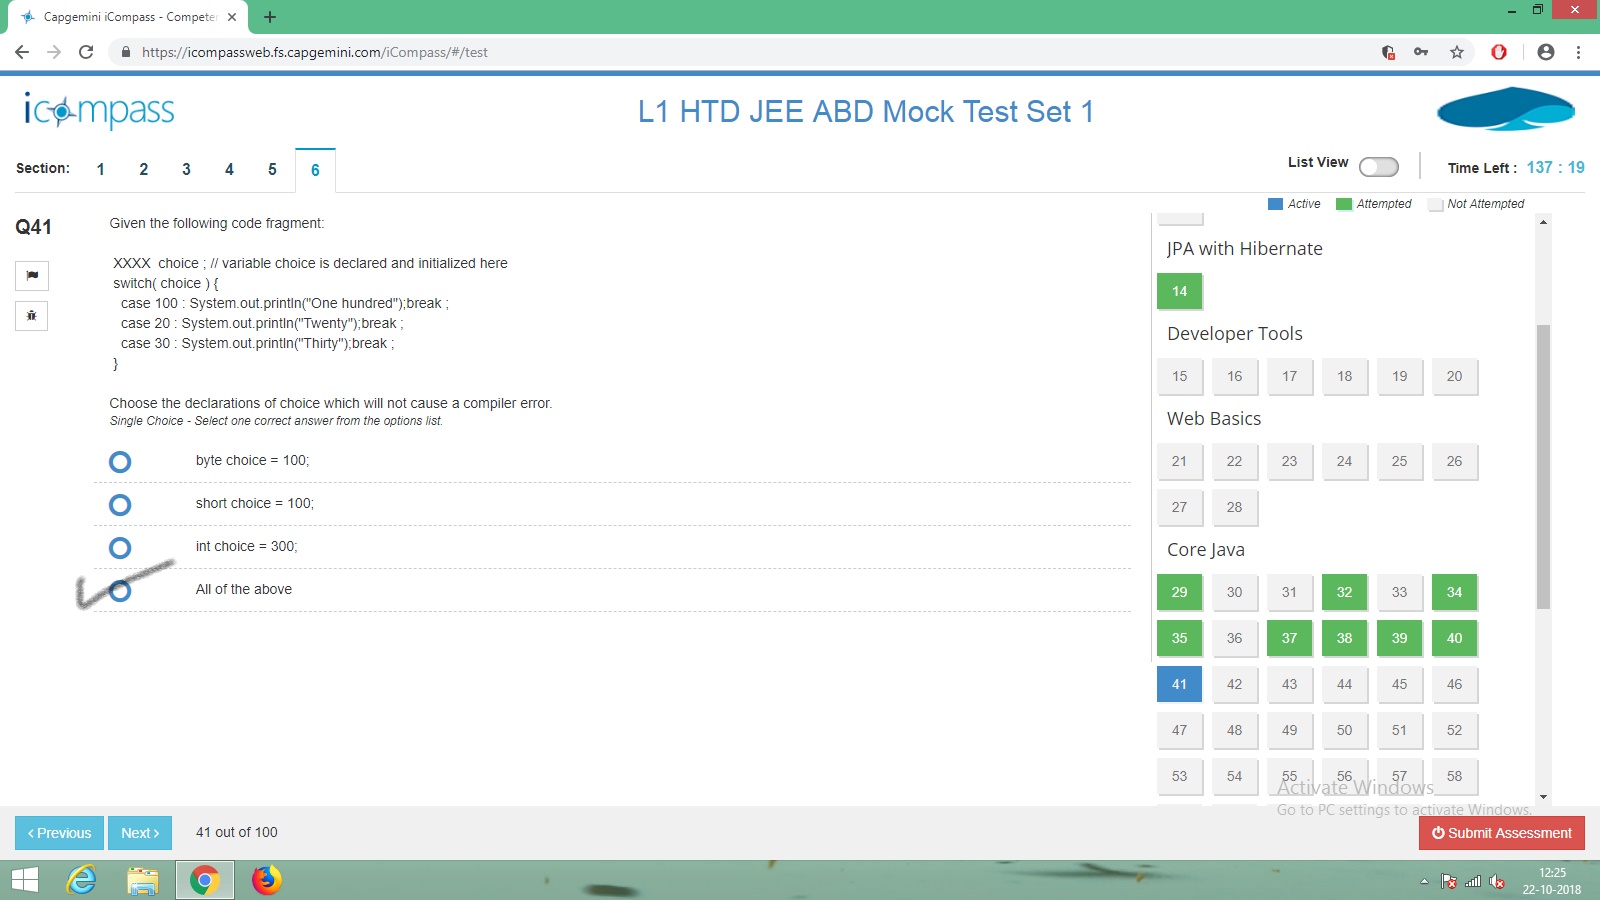 Capgemini iCompass - Competer
https://icompassweb.fs.capgemini.com/iCompass/#/test
icompass
L1 HTD JEE ABD Mock Test Set 1
Section: 1 2 3 4 5 6
List View
Time Left : 137 : 19
Active Attempted Not Attempted
Q41
Given the following code fragment:
XXXX choice ; // variable choice is declared and initialized here
switch( choice ) {
case 100 : System.out.println("One hundred");break ;
case 20 : System.out.println("Twenty");break ;
case 30 : System.out.println("Thirty");break ;
}
Choose the declarations of choice which will not cause a compiler error.
Single Choice - Select one correct answer from the options list.
byte choice = 100;
short choice = 100;
int choice = 300;
All of the above
JPA with Hibernate
14
Developer Tools
15 16 17 18 19 20
Web Basics
21 22 23 24 25 26
27 28
Core Java
29 30 31 32 33 34
35 36 37 38 39 40
41 42 43 44 45 46
47 48 49 50 51 52
53 54 55 56 57 58
Activate Windows
Go to PC settings to activate Windows.
‹ Previous Next ›
41 out of 100
Submit Assessment
12:25
22-10-2018